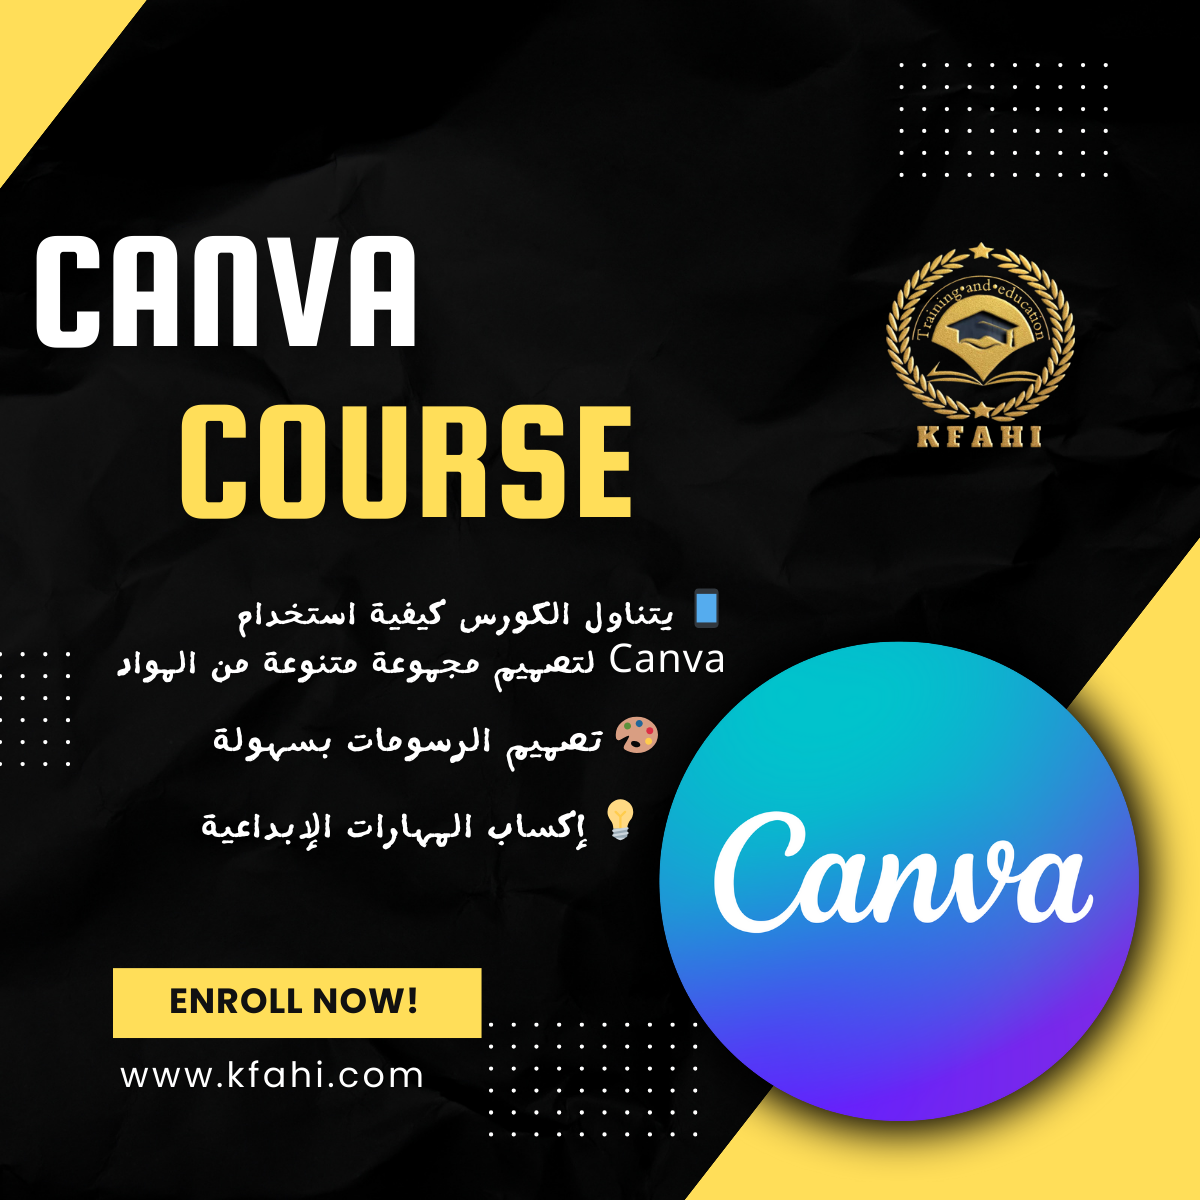 CANVA
Training•and•education
KFAHI
COURSE
يتناول الكورس كيفية استخدام
Canva لتصميم مجموعة متنوعة من المواد
تصميم الرسومات بسهولة
إكساب المهارات الإبداعية
Canva
ENROLL NOW!
www.kfahi.com